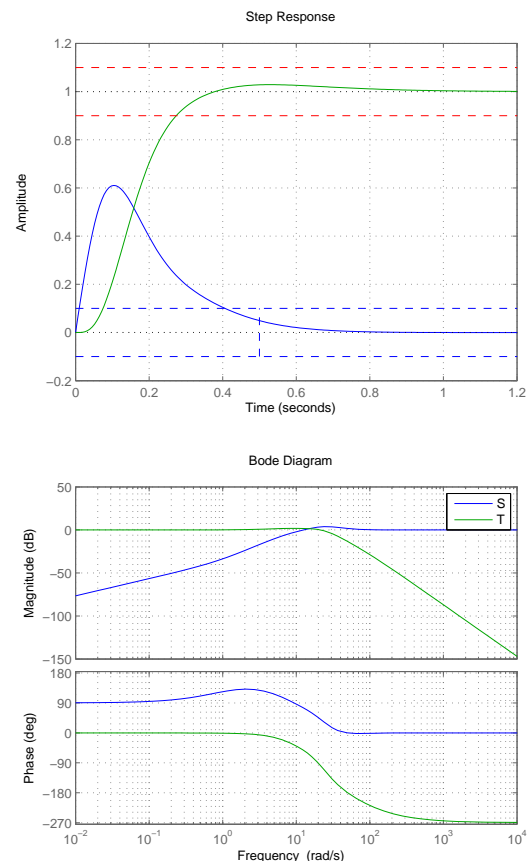 Step Response
1.2
1
0.8
0.6
0.4
0.2
0
−0.2
Amplitude
0 0.2 0.4 0.6 0.8 1 1.2
Time (seconds)
Bode Diagram
50
0
−50
−100
−150
Magnitude (dB)
S
T
180
90
0
−90
−180
−270
Phase (deg)
10^−2 10^−1 10^0 10^1 10^2 10^3 10^4
Frequency (rad/s)